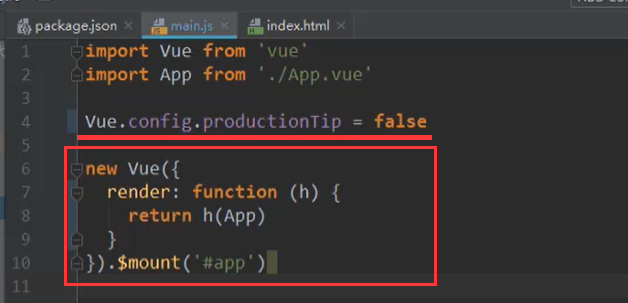 package.json main.js index.html
1 import Vue from 'vue'
2 import App from './App.vue'
3
4 Vue.config.productionTip = false
5
6 new Vue({
7 render: function (h) {
8 return h(App)
9 }
10 }).$mount('#app')
11